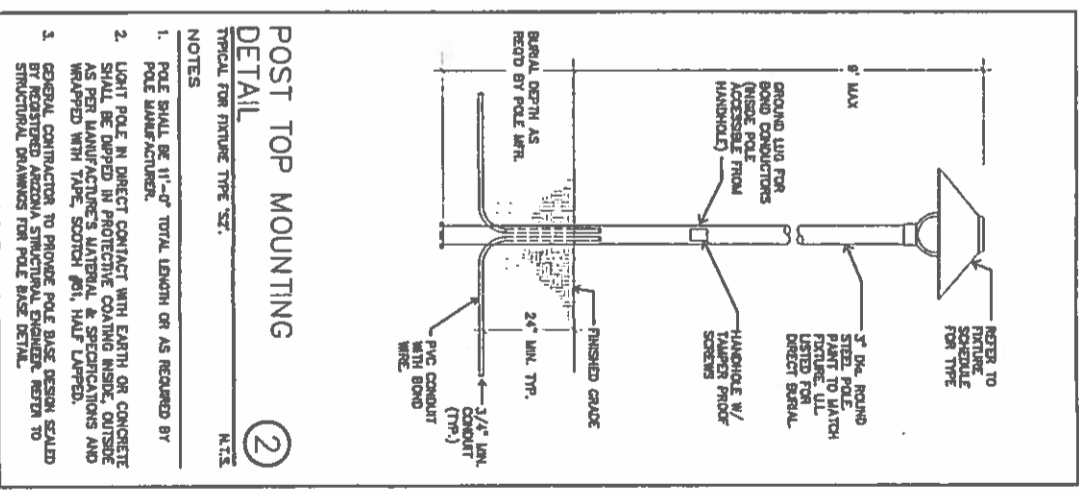 REFER TO
FIXTURE
SCHEDULE
FOR TYPE
3" DIA. ROUND
STEEL POLE,
PAINT TO MATCH
FIXTURE. U.L.
LISTED FOR
DIRECT BURIAL.
HANDHOLE W/
TAMPER PROOF
SCREWS
FINISHED GRADE
24" MIN. TYP.
3/4" MIN.
CONDUIT
(TYP.)
PVC CONDUIT
WITH BOND
WIRE.
9' MAX
GROUND LUG FOR
BOND CONDUCTORS
(INSIDE POLE
ACCESSIBLE FROM
HANDHOLE)
BURIAL DEPTH AS
REQ'D BY POLE MFR.
POST TOP MOUNTING
DETAIL
2
TYPICAL FOR FIXTURE TYPE 'S2'.
N.T.S.
NOTES
1. POLE SHALL BE 11'-0" TOTAL LENGTH OR AS REQUIRED BY
POLE MANUFACTURER.
2. LIGHT POLE IN DIRECT CONTACT WITH EARTH OR CONCRETE
SHALL BE DIPPED IN PROTECTIVE COATING INSIDE, OUTSIDE
AS PER MANUFACTURE'S MATERIAL & SPECIFICATIONS AND
WRAPPED WITH TAPE, SCOTCH #61, HALF LAPPED.
3. GENERAL CONTRACTOR TO PROVIDE POLE BASE DESIGN SEALED
BY REGISTERED ARIZONA STRUCTURAL ENGINEER. REFER TO
STRUCTURAL DRAWINGS FOR POLE BASE DETAIL.